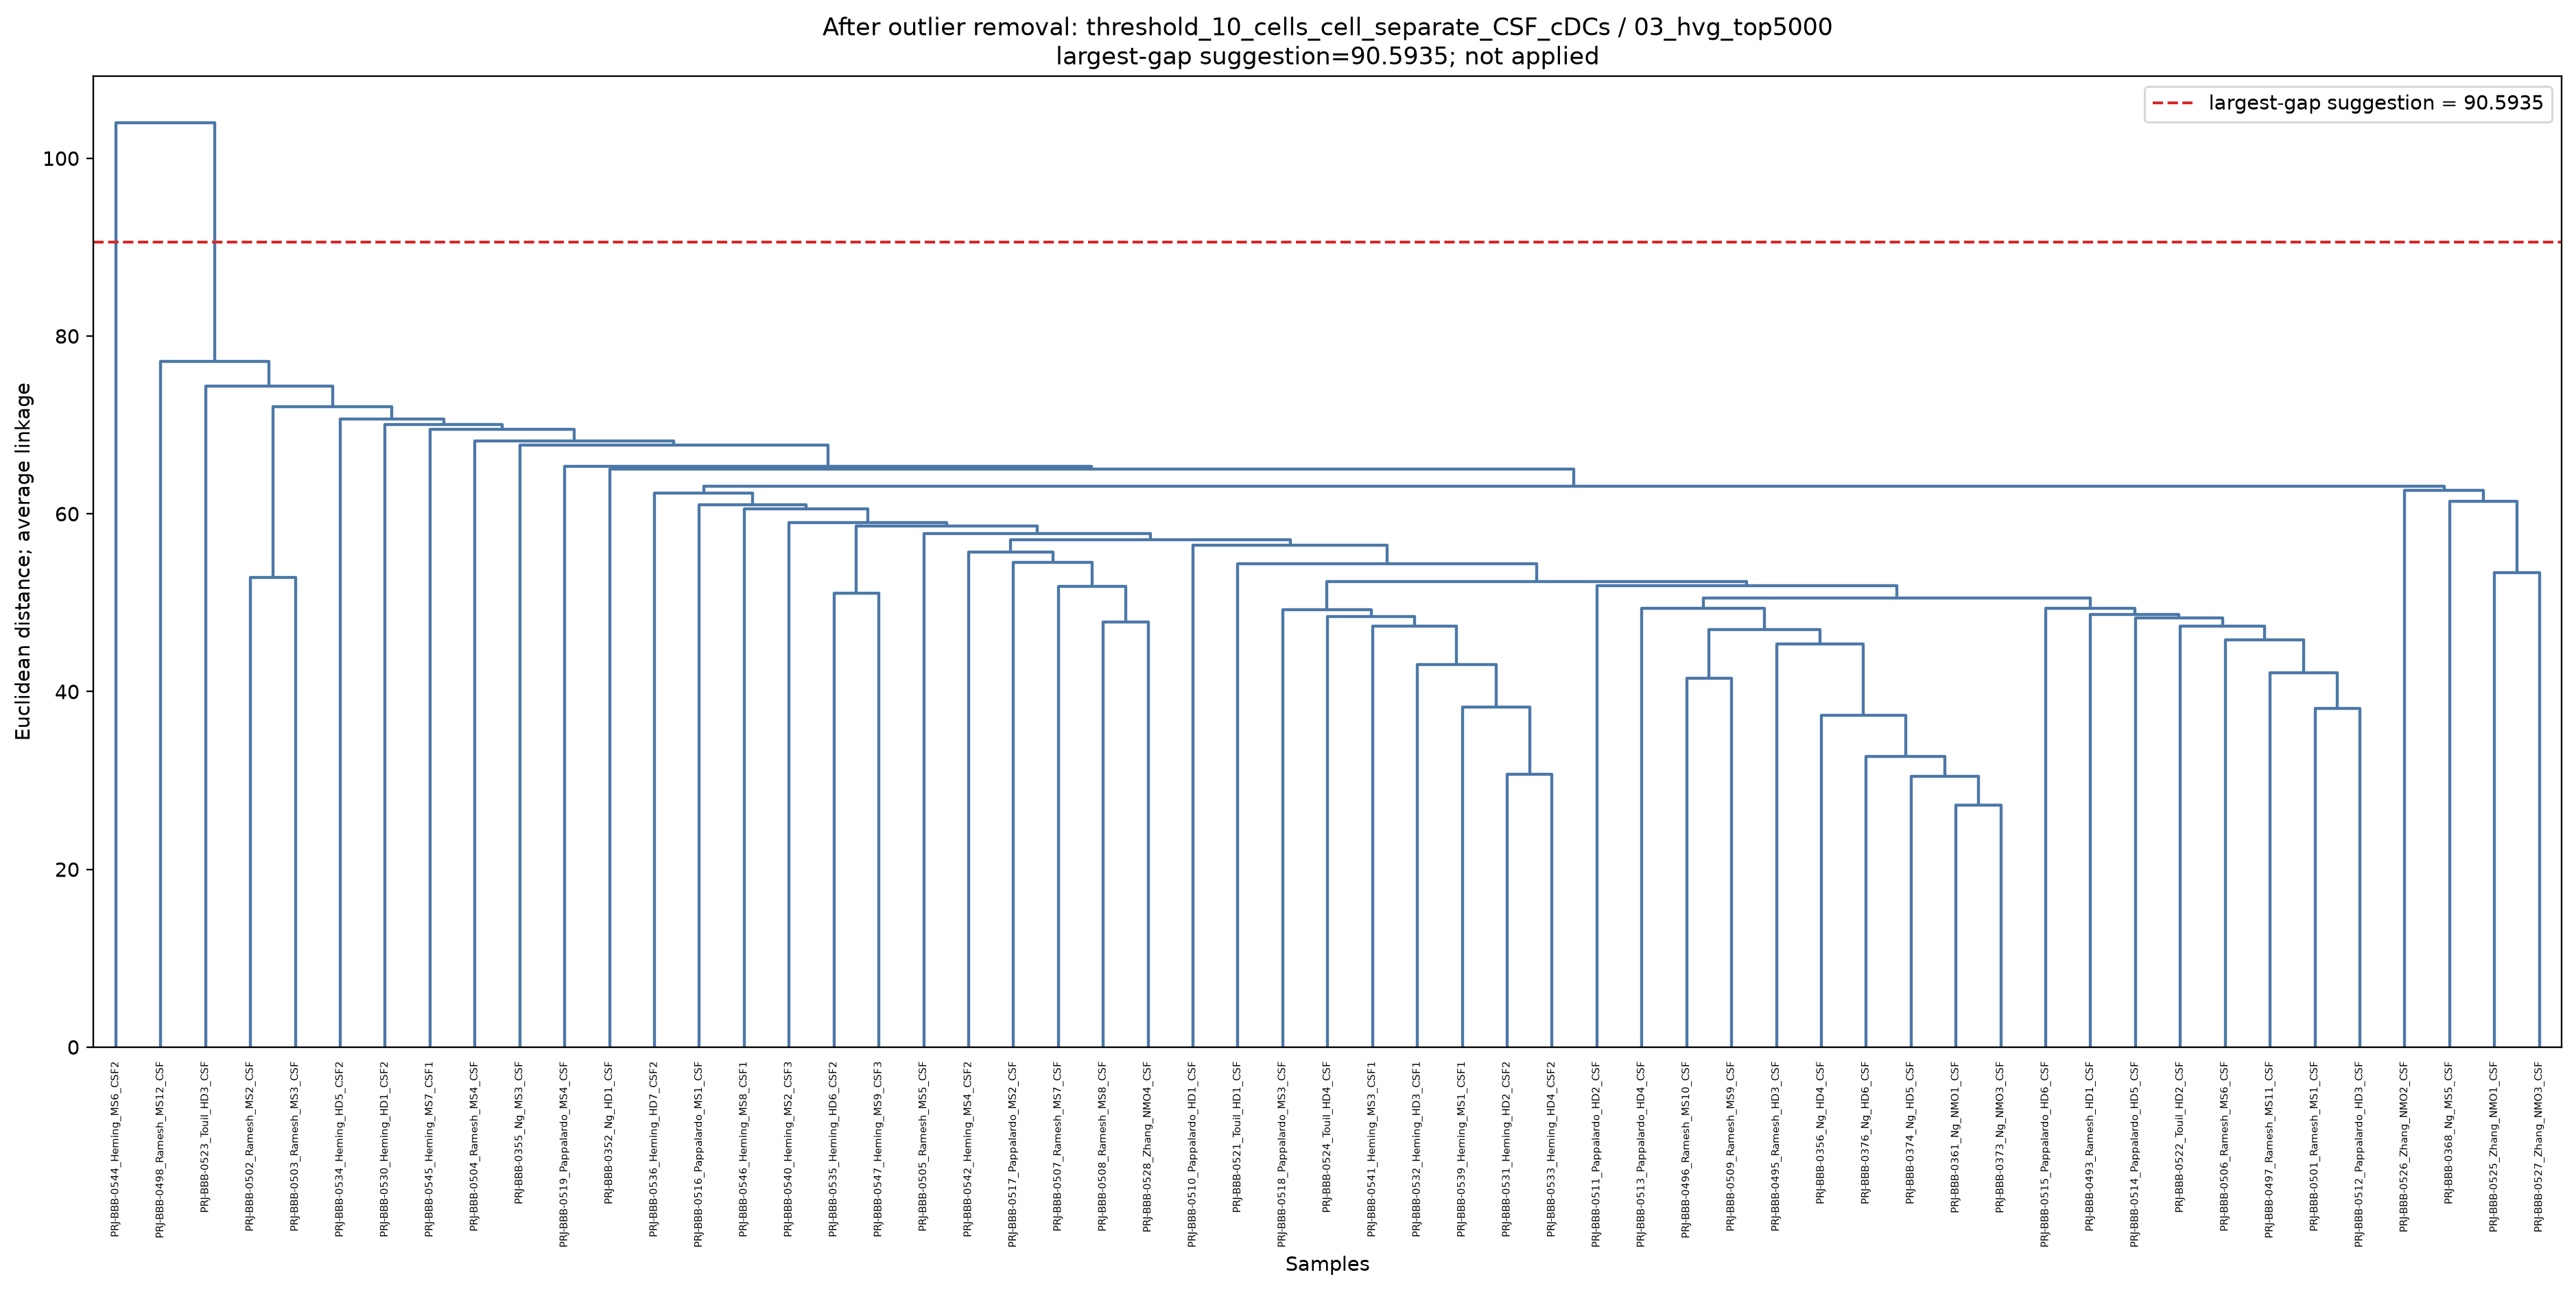 After outlier removal: threshold_10_cells_cell_separate_CSF_cDCs / 03_hvg_top5000
largest-gap suggestion=90.5935; not applied
largest-gap suggestion = 90.5935
Euclidean distance; average linkage
100
80
60
40
20
0
PRJ-BBB-0544_Heming_MS6_CSF2
PRJ-BBB-0498_Ramesh_MS12_CSF
PRJ-BBB-0523_Touil_HD3_CSF
PRJ-BBB-0502_Ramesh_MS2_CSF
PRJ-BBB-0503_Ramesh_MS3_CSF
PRJ-BBB-0534_Heming_HD5_CSF2
PRJ-BBB-0530_Heming_HD1_CSF2
PRJ-BBB-0545_Heming_MS7_CSF1
PRJ-BBB-0504_Ramesh_MS4_CSF
PRJ-BBB-0355_Ng_MS3_CSF
PRJ-BBB-0519_Pappalardo_MS4_CSF
PRJ-BBB-0352_Ng_HD1_CSF
PRJ-BBB-0536_Heming_HD7_CSF2
PRJ-BBB-0516_Pappalardo_MS1_CSF
PRJ-BBB-0546_Heming_MS8_CSF1
PRJ-BBB-0540_Heming_MS2_CSF3
PRJ-BBB-0535_Heming_HD6_CSF2
PRJ-BBB-0547_Heming_MS9_CSF3
PRJ-BBB-0505_Ramesh_MS5_CSF
PRJ-BBB-0542_Heming_MS4_CSF2
PRJ-BBB-0517_Pappalardo_MS2_CSF
PRJ-BBB-0507_Ramesh_MS7_CSF
PRJ-BBB-0508_Ramesh_MS8_CSF
PRJ-BBB-0528_Zhang_NMO4_CSF
PRJ-BBB-0510_Pappalardo_HD1_CSF
PRJ-BBB-0521_Touil_HD1_CSF
PRJ-BBB-0518_Pappalardo_MS3_CSF
PRJ-BBB-0524_Touil_HD4_CSF
PRJ-BBB-0541_Heming_MS3_CSF1
PRJ-BBB-0532_Heming_HD3_CSF1
PRJ-BBB-0539_Heming_MS1_CSF1
PRJ-BBB-0531_Heming_HD2_CSF2
PRJ-BBB-0533_Heming_HD4_CSF2
PRJ-BBB-0511_Pappalardo_HD2_CSF
PRJ-BBB-0513_Pappalardo_HD4_CSF
PRJ-BBB-0496_Ramesh_MS10_CSF
PRJ-BBB-0509_Ramesh_MS9_CSF
PRJ-BBB-0495_Ramesh_HD3_CSF
PRJ-BBB-0356_Ng_HD4_CSF
PRJ-BBB-0376_Ng_HD6_CSF
PRJ-BBB-0374_Ng_HD5_CSF
PRJ-BBB-0361_Ng_NMO1_CSF
PRJ-BBB-0373_Ng_NMO3_CSF
PRJ-BBB-0515_Pappalardo_HD6_CSF
PRJ-BBB-0493_Ramesh_HD1_CSF
PRJ-BBB-0514_Pappalardo_HD5_CSF
PRJ-BBB-0522_Touil_HD2_CSF
PRJ-BBB-0506_Ramesh_MS6_CSF
PRJ-BBB-0497_Ramesh_MS11_CSF
PRJ-BBB-0501_Ramesh_MS1_CSF
PRJ-BBB-0512_Pappalardo_HD3_CSF
PRJ-BBB-0526_Zhang_NMO2_CSF
PRJ-BBB-0368_Ng_MS5_CSF
PRJ-BBB-0525_Zhang_NMO1_CSF
PRJ-BBB-0527_Zhang_NMO3_CSF
Samples